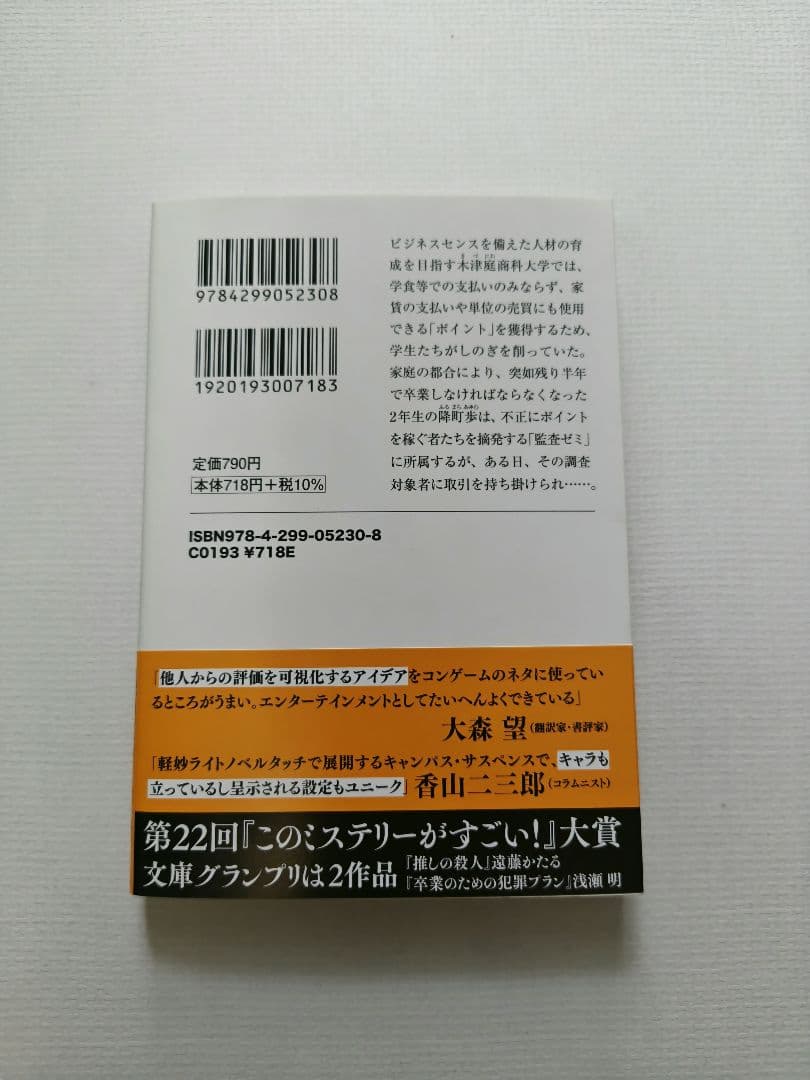 9784299052308
1920193007183
定価790円
本体718円+税10%
ISBN978-4-299-05230-8
C0193 ¥718E
ビジネスセンスを備えた人材の育
成を目指す木津庭商科大学では、
学食等での支払いのみならず、家
賃の支払いや単位の売買にも使用
できる「ポイント」を獲得するため、
学生たちがしのぎを削っていた。
家庭の都合により、突如残り半年
で卒業しなければならなくなった
2年生の降町歩は、不正にポイント
を稼ぐ者たちを摘発する「監査ゼミ」
に所属するが、ある日、その調査
対象者に取引を持ち掛けられ……。
「他人からの評価を可視化するアイデアをコンゲームのネタに使ってい
るところがうまい。エンターテインメントとしてたいへんよくできている」
大森 望(翻訳家・書評家)
「軽妙ライトノベルタッチで展開するキャンパス・サスペンスで、キャラも
立っているし呈示される設定もユニーク」香山二三郎(コラムニスト)
第22回『このミステリーがすごい!』大賞
文庫グランプリは2作品
『推しの殺人』遠藤かたる
『卒業のための犯罪プラン』浅瀬 明